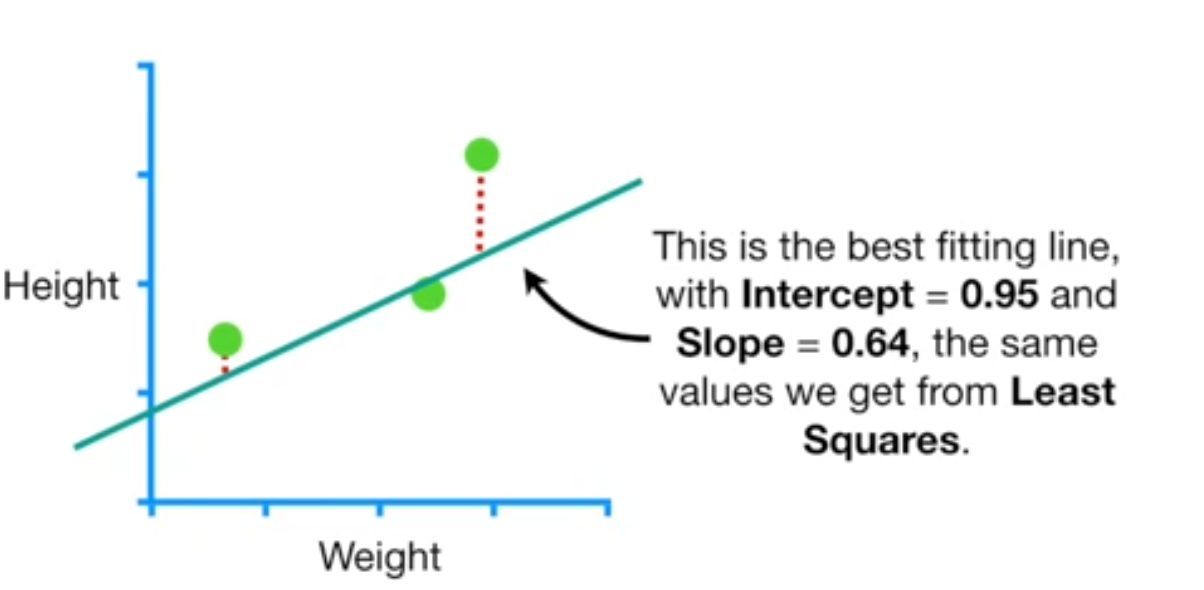 Height
This is the best fitting line,
with Intercept = 0.95 and
Slope = 0.64, the same
values we get from Least
Squares.
Weight